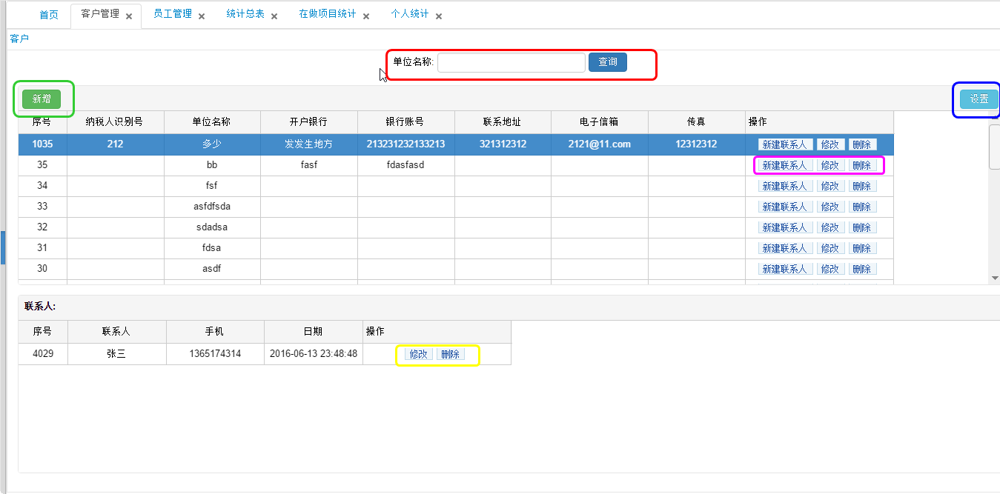 首页 客户管理 × 员工管理 × 统计总表 × 在做项目统计 × 个人统计 ×
客户
单位名称: 查询
新增 设置
序号 纳税人识别号 单位名称 开户银行 银行账号 联系地址 电子信箱 传真 操作
1035 212 多少 发发生地方 213231232133213 321312312 2121@11.com 12312312 新建联系人 修改 删除
35 bb fasf fdasfasd 新建联系人 修改 删除
34 fsf 新建联系人 修改 删除
33 asfdfsda 新建联系人 修改 删除
32 sdadsa 新建联系人 修改 删除
31 fdsa 新建联系人 修改 删除
30 asdf 新建联系人 修改 删除
联系人:
序号 联系人 手机 日期 操作
4029 张三 1365174314 2016-06-13 23:48:48 修改 删除